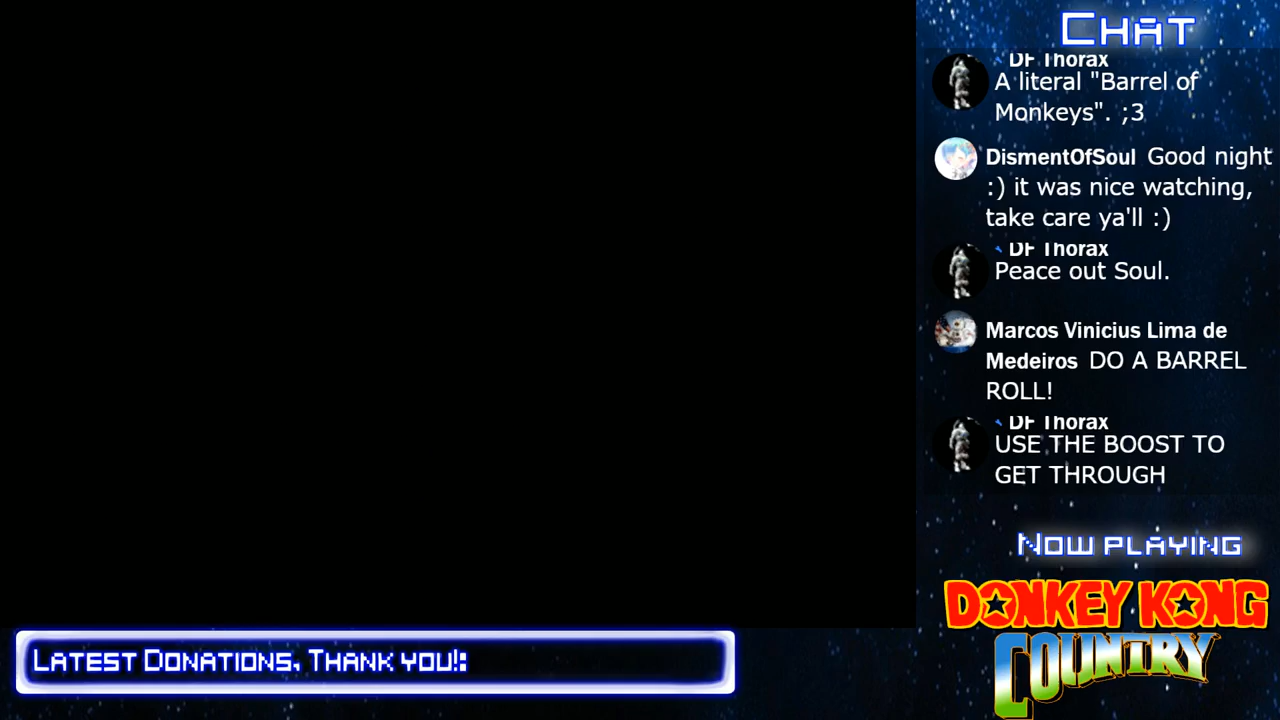 CHAT
DF Thorax
A literal "Barrel of
Monkeys". ;3
DismentOfSoul Good night
:) it was nice watching,
take care ya'll :)
DF Thorax
Peace out Soul.
Marcos Vinicius Lima de
Medeiros DO A BARREL
ROLL!
DF Thorax
USE THE BOOST TO
GET THROUGH
NOW PLAYING
DONKEY KONG
COUNTRY
LATEST DONATIONS, THANK YOU!: